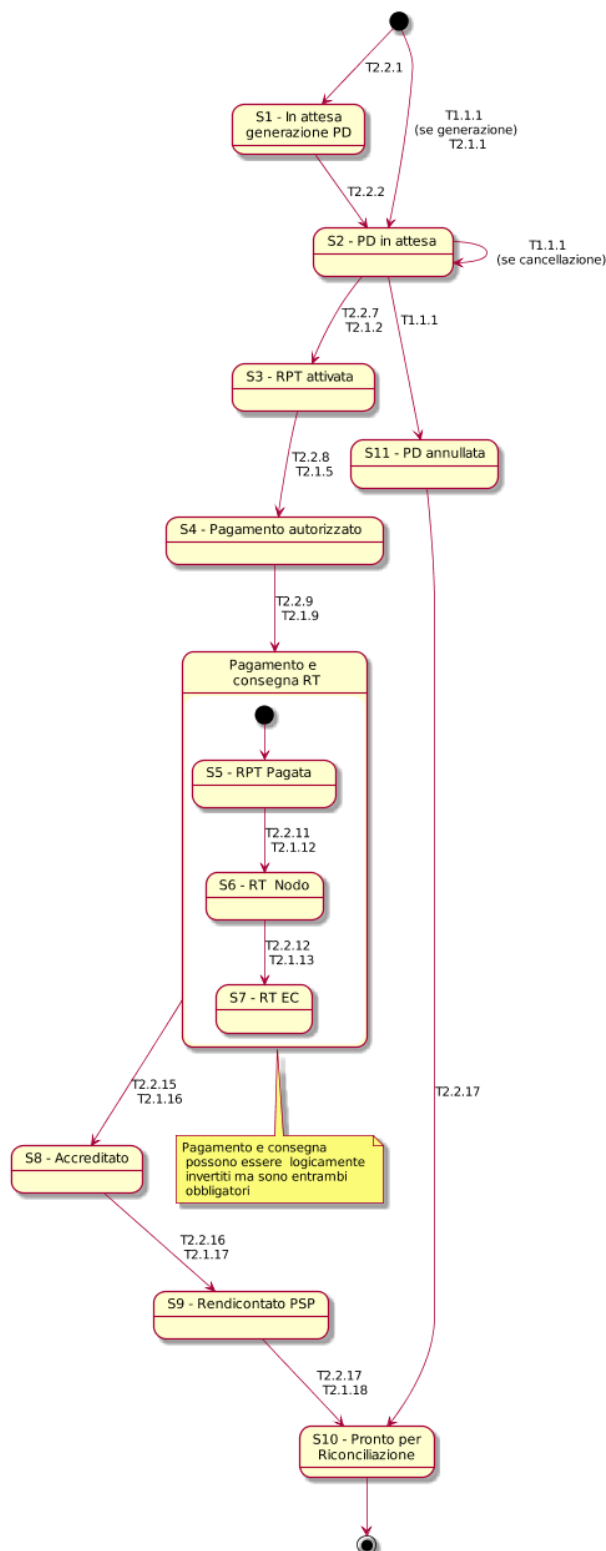 T2.2.1
T1.1.1
(se generazione)
T2.1.1
S1 - In attesa
generazione PD
T2.2.2
S2 - PD in attesa
T1.1.1
(se cancellazione)
T2.2.7
T2.1.2
T1.1.1
S3 - RPT attivata
S11 - PD annullata
T2.2.8
T2.1.5
S4 - Pagamento autorizzato
T2.2.9
T2.1.9
Pagamento e
consegna RT
S5 - RPT Pagata
T2.2.11
T2.1.12
S6 - RT Nodo
T2.2.12
T2.1.13
S7 - RT EC
T2.2.15
T2.1.16
T2.2.17
S8 - Accreditato
Pagamento e consegna
possono essere logicamente
invertiti ma sono entrambi
obbligatori
T2.2.16
T2.1.17
S9 - Rendicontato PSP
T2.2.17
T2.1.18
S10 - Pronto per
Riconciliazione